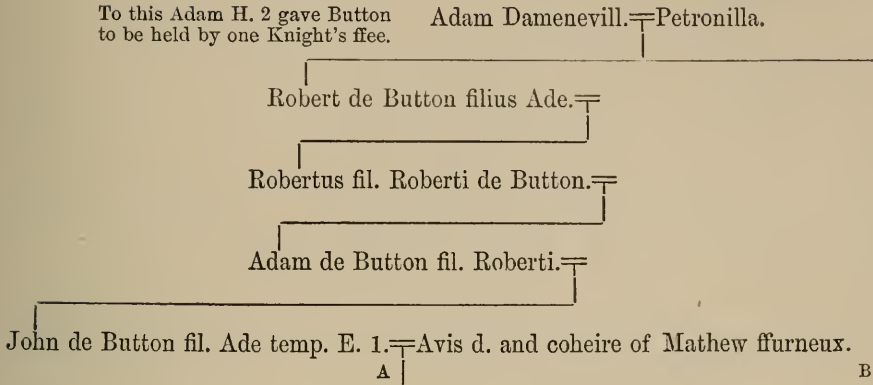 To this Adam H. 2 gave Button
to be held by one Knight's ffee.
Adam Damenevill.=Petronilla.
Robert de Button filius Ade.=
Robertus fil. Roberti de Button.=
Adam de Button fil. Roberti.=
John de Button fil. Ade temp. E. 1.=Avis d. and coheire of Mathew ffurneux.
A
B